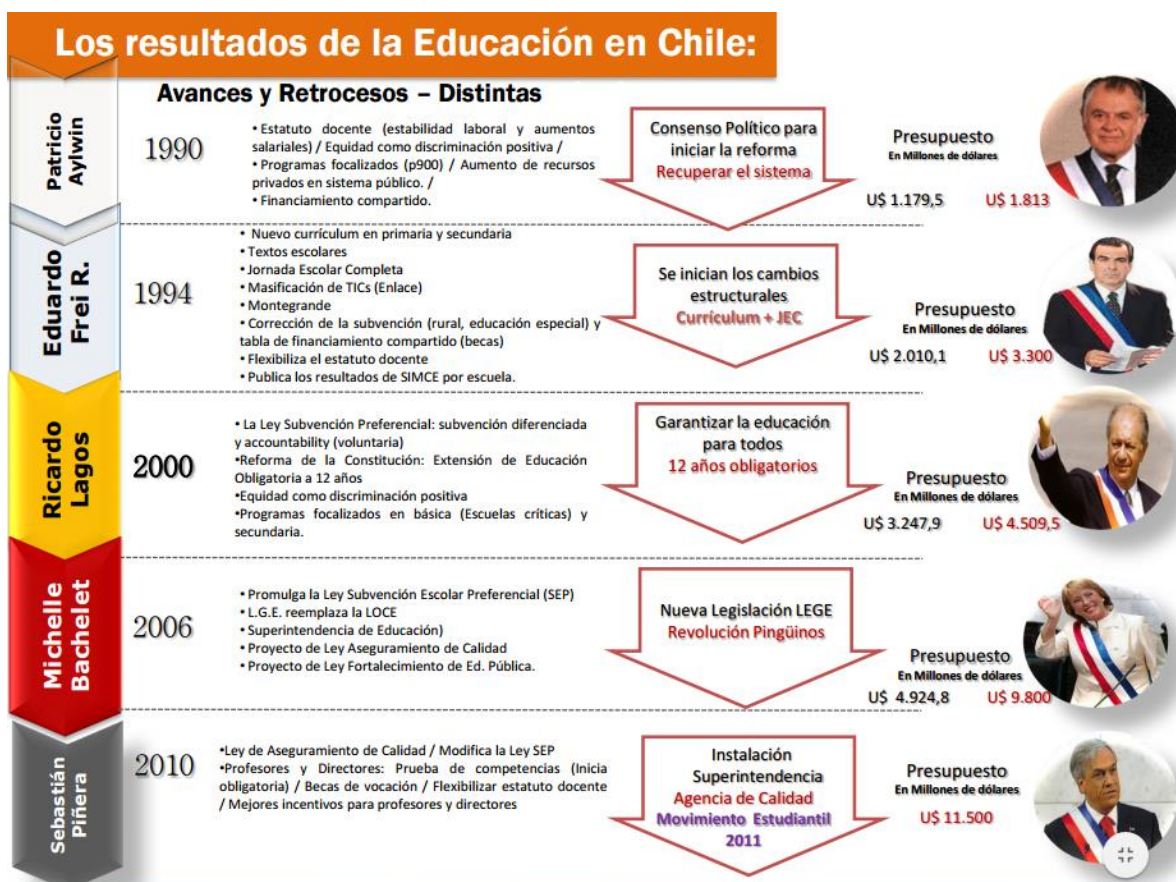 Los resultados de la Educación en Chile:
Avances y Retrocesos – Distintas
Patricio
Aylwin
1990
• Estatuto docente (estabilidad laboral y aumentos
salariales) / Equidad como discriminación positiva /
• Programas focalizados (p900) / Aumento de recursos
privados en sistema público. /
• Financiamiento compartido.
Consenso Político para
iniciar la reforma
Recuperar el sistema
Presupuesto
En Millones de dólares
U$ 1.179,5 U$ 1.813
Eduardo
Frei R.
1994
• Nuevo currículum en primaria y secundaria
• Textos escolares
• Jornada Escolar Completa
• Masificación de TICs (Enlace)
• Montegrande
• Corrección de la subvención (rural, educación especial) y
tabla de financiamiento compartido (becas)
• Flexibiliza el estatuto docente
• Publica los resultados de SIMCE por escuela.
Se inician los cambios
estructurales
Currículum + JEC
Presupuesto
En Millones de dólares
U$ 2.010,1 U$ 3.300
Ricardo
Lagos
2000
• La Ley Subvención Preferencial: subvención diferenciada
y accountability (voluntaria)
•Reforma de la Constitución: Extensión de Educación
Obligatoria a 12 años
•Equidad como discriminación positiva
•Programas focalizados en básica (Escuelas críticas) y
secundaria.
Garantizar la educación
para todos
12 años obligatorios
Presupuesto
En Millones de dólares
U$ 3.247,9 U$ 4.509,5
Michelle
Bachelet
2006
• Promulga la Ley Subvención Escolar Preferencial (SEP)
• L.G.E. reemplaza la LOCE
• Superintendencia de Educación)
• Proyecto de Ley Aseguramiento de Calidad
• Proyecto de Ley Fortalecimiento de Ed. Pública.
Nueva Legislación LEGE
Revolución Pingüinos
Presupuesto
En Millones de dólares
U$ 4.924,8 U$ 9.800
Sebastián
Piñera
2010
•Ley de Aseguramiento de Calidad / Modifica la Ley SEP
•Profesores y Directores: Prueba de competencias (Inicia
obligatoria) / Becas de vocación / Flexibilizar estatuto docente
/ Mejores incentivos para profesores y directores
Instalación
Superintendencia
Agencia de Calidad
Movimiento Estudiantil
2011
Presupuesto
En Millones de dólares
U$ 11.500